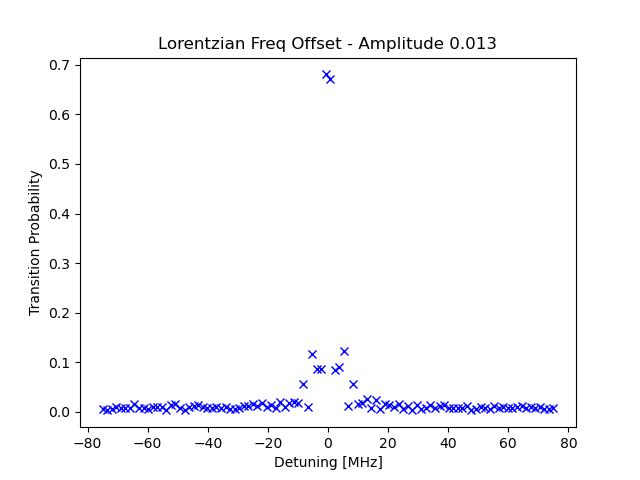 Lorentzian Freq Offset - Amplitude 0.013
0.7
0.6
0.5
0.4
0.3
0.2
0.1
0.0
Transition Probability
−80 −60 −40 −20 0 20 40 60 80
Detuning [MHz]